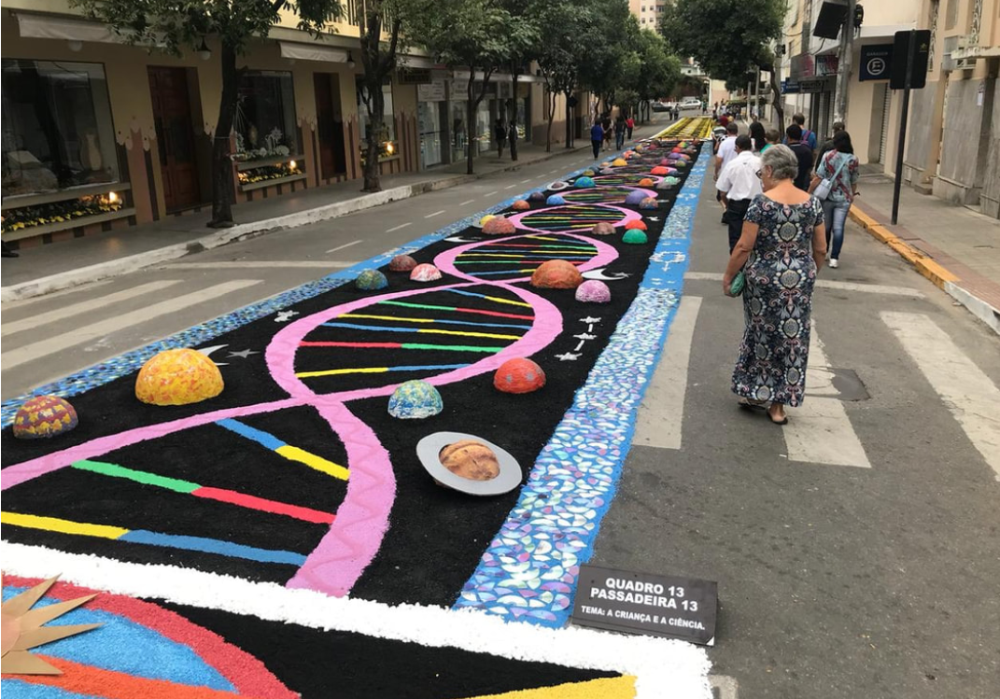 QUADRO 13
PASSADEIRA 13
TEMA: A CRIANÇA E A CIÊNCIA.